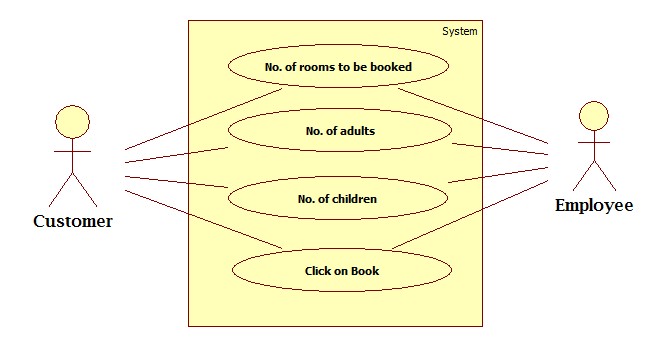 System
No. of rooms to be booked
No. of adults
No. of children
Click on Book
Customer
Employee